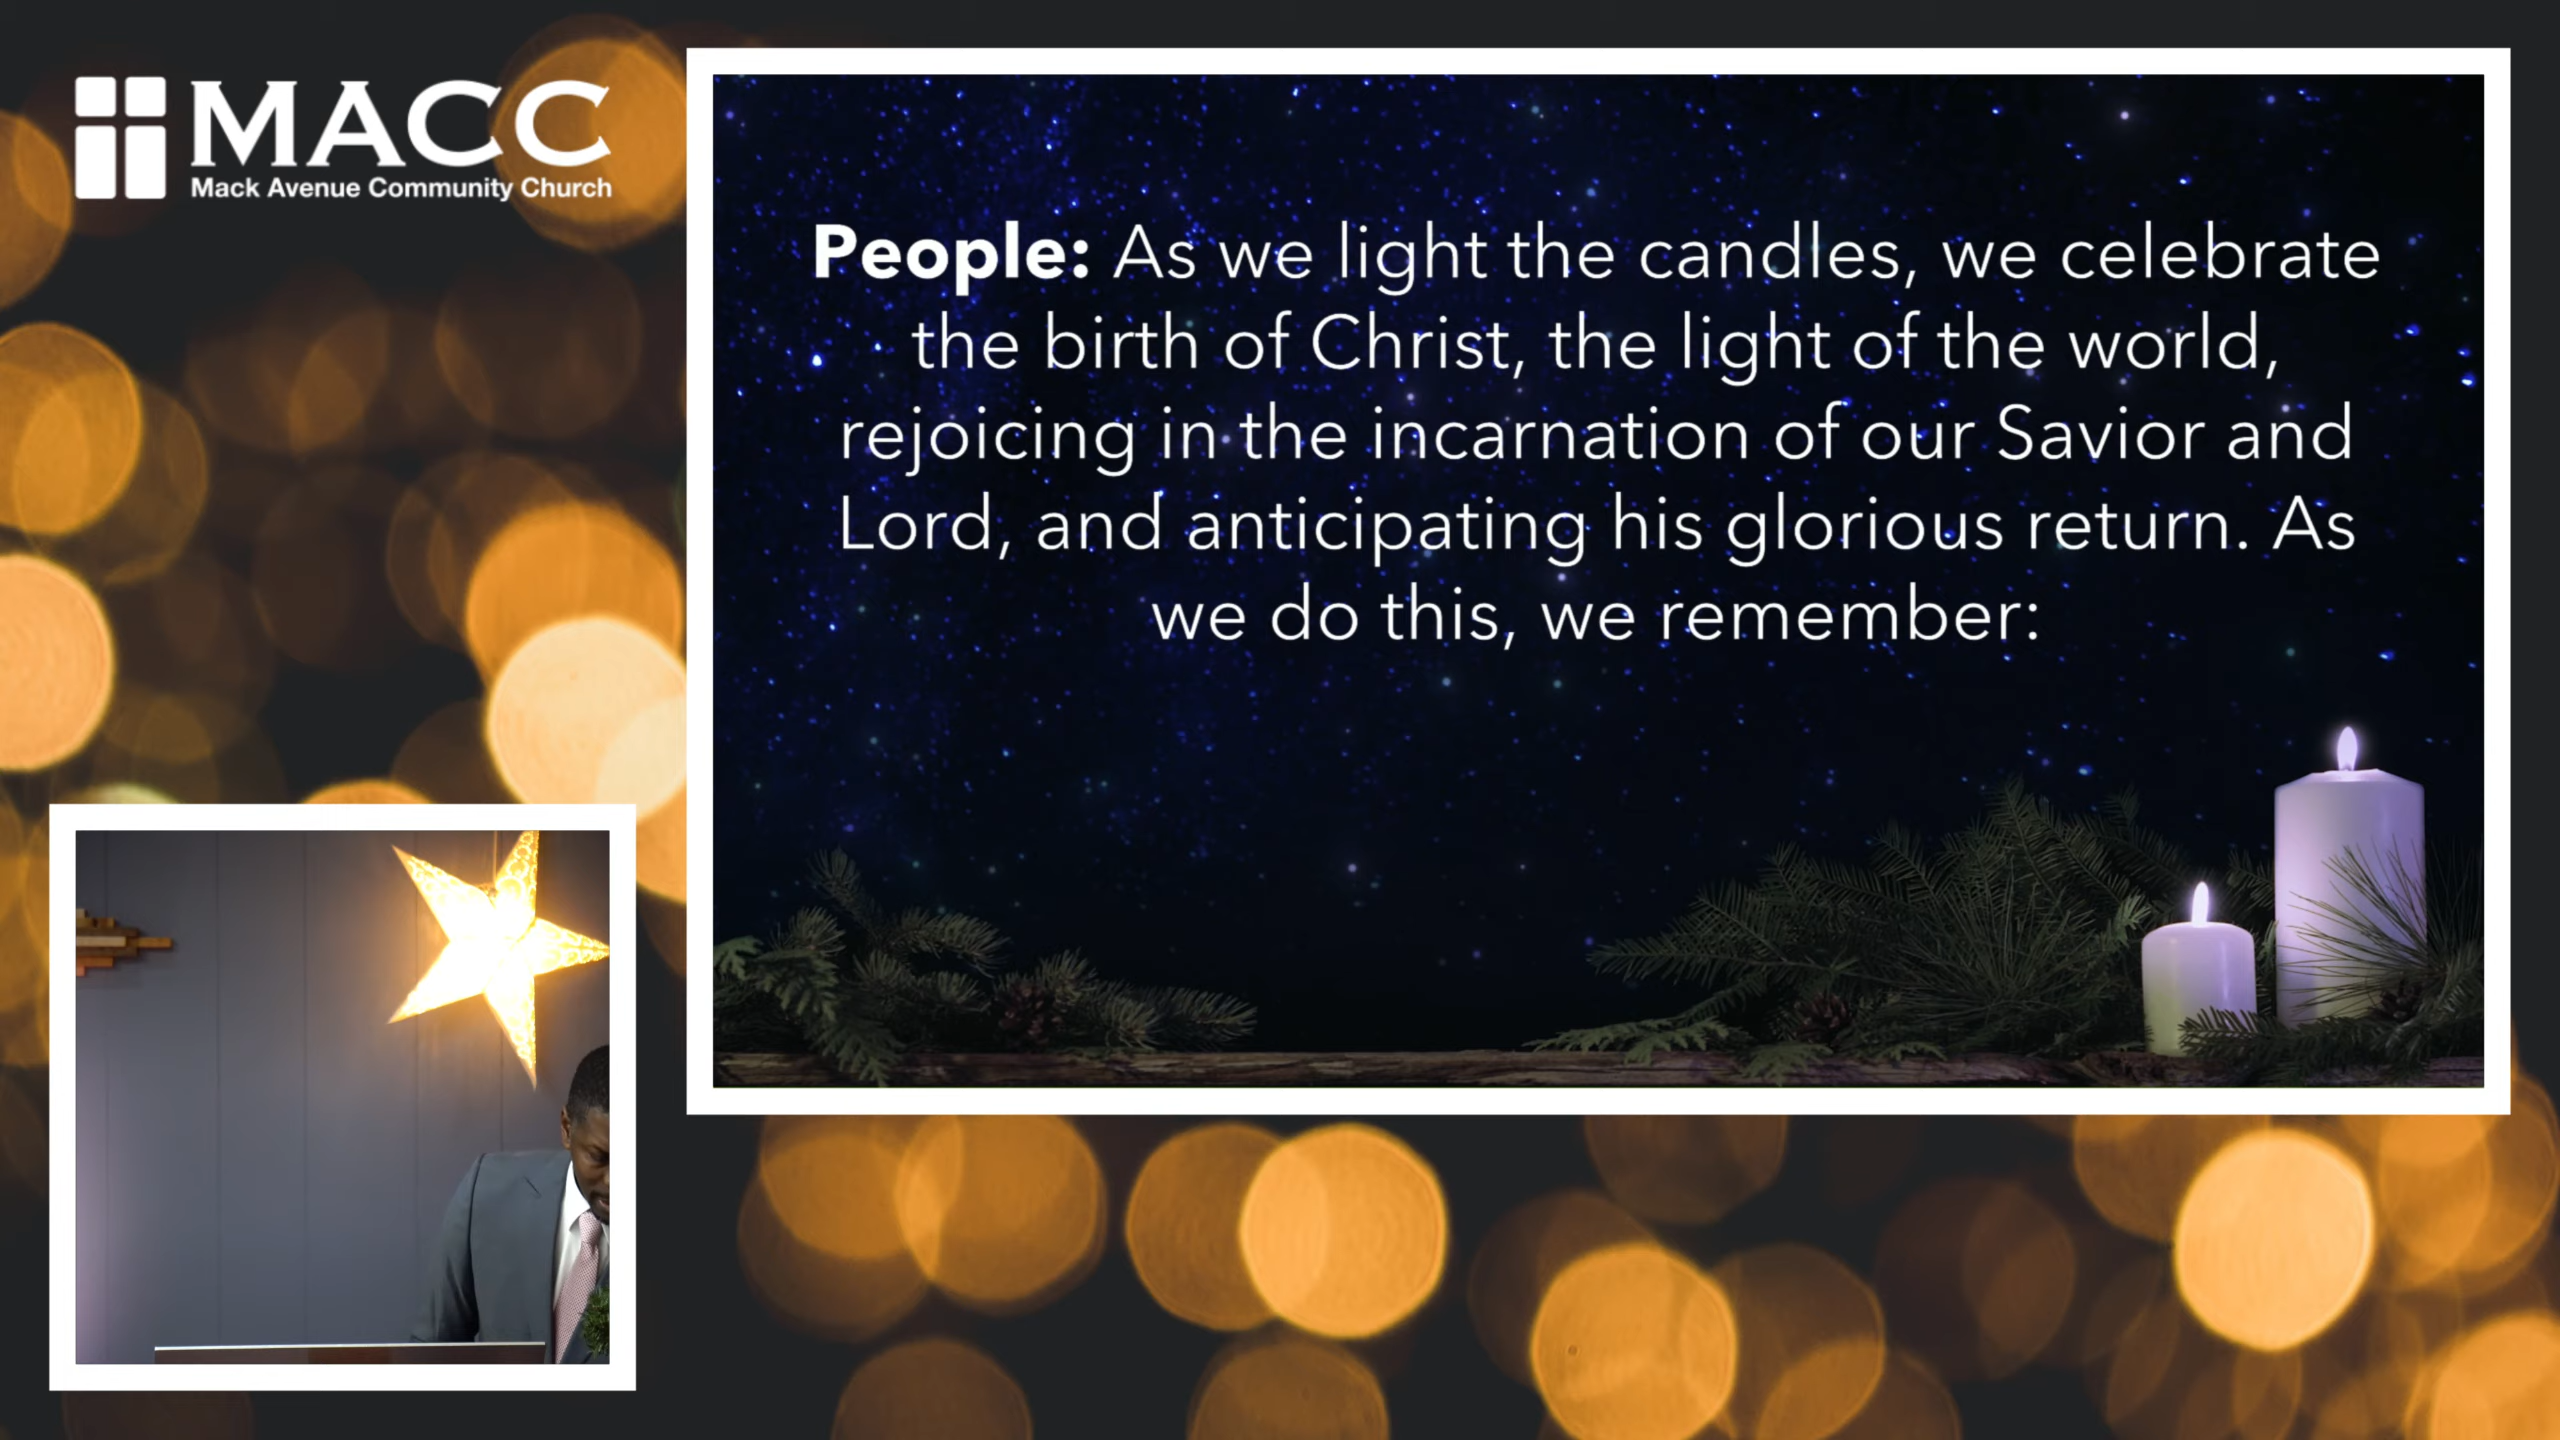 MACC
Mack Avenue Community Church
People: As we light the candles, we celebrate
the birth of Christ, the light of the world,
rejoicing in the incarnation of our Savior and
Lord, and anticipating his glorious return. As
we do this, we remember: